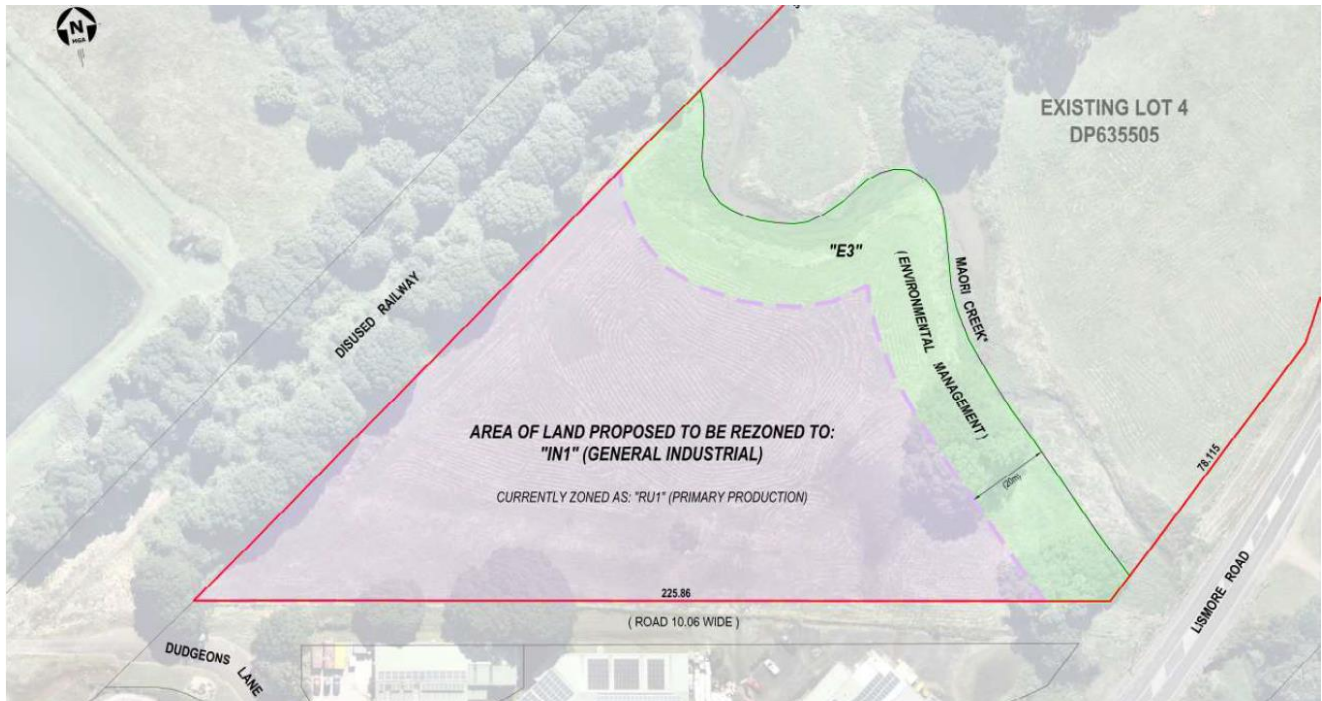 N
MGA
EXISTING LOT 4
DP635505
"E3"
(ENVIRONMENTAL MANAGEMENT)
MAORI CREEK*
DISUSED RAILWAY
AREA OF LAND PROPOSED TO BE REZONED TO:
"IN1" (GENERAL INDUSTRIAL)
CURRENTLY ZONED AS: "RU1" (PRIMARY PRODUCTION)
(20m)
78.115
225.86
( ROAD 10.06 WIDE )
LISMORE ROAD
DUDGEONS LANE